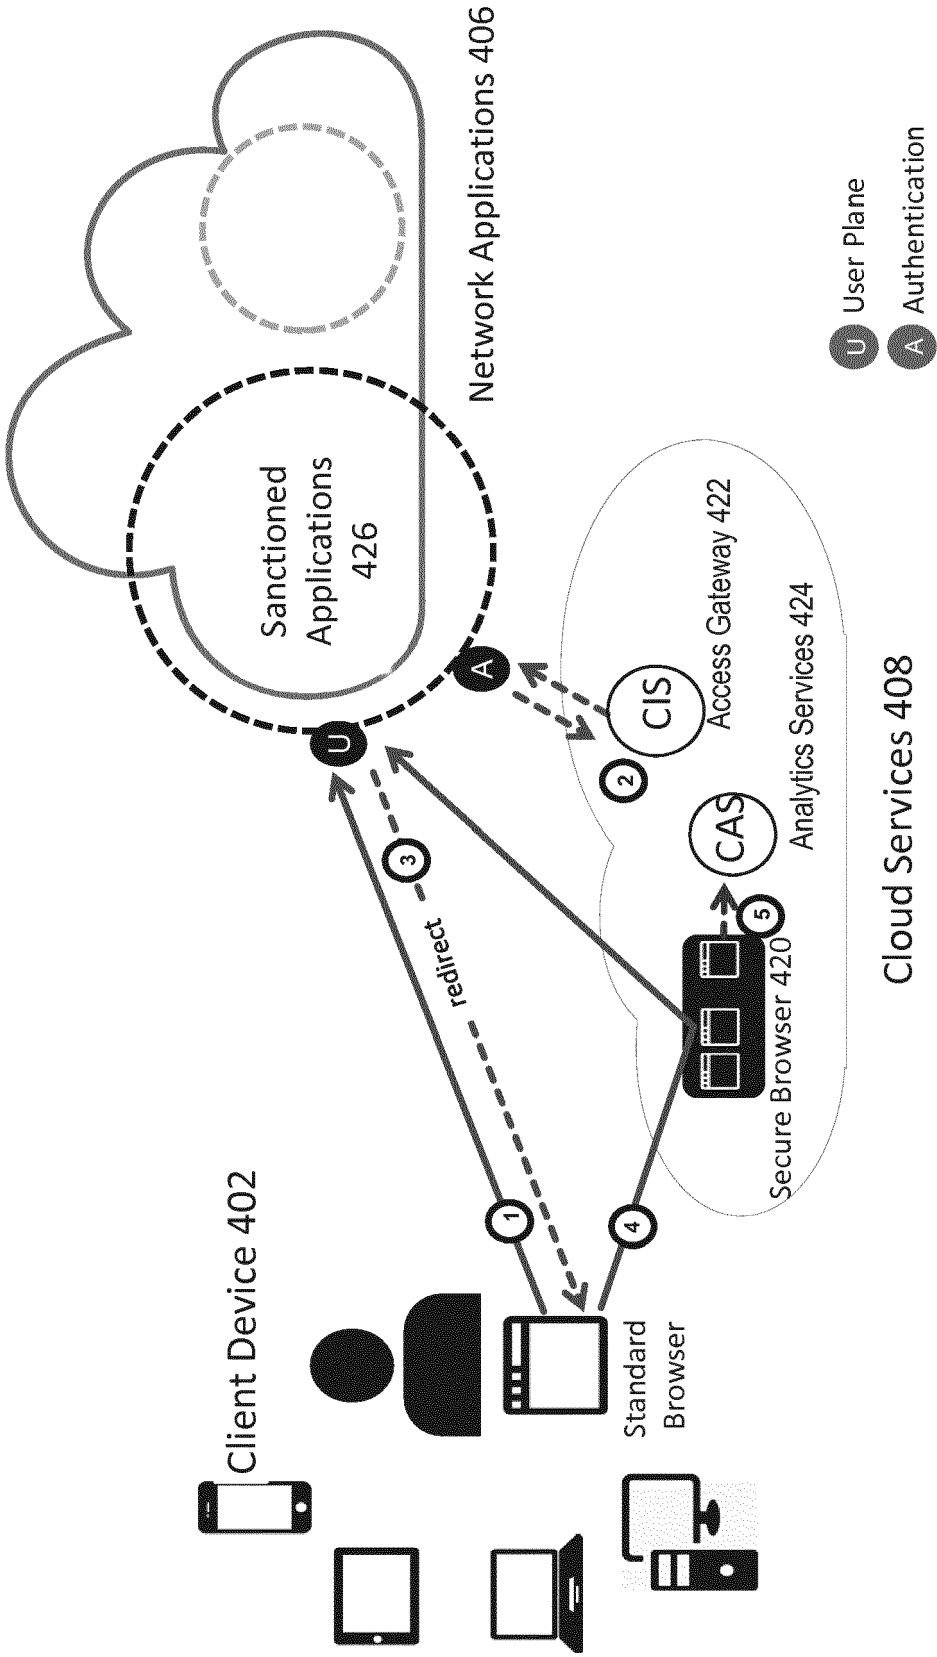 Client Device 402
Standard
Browser
1
redirect
3
4
U
A
Sanctioned
Applications
426
Network Applications 406
2
CIS
Access Gateway 422
CAS
Analytics Services 424
5
Secure Browser 420
Cloud Services 408
U User Plane
A Authentication